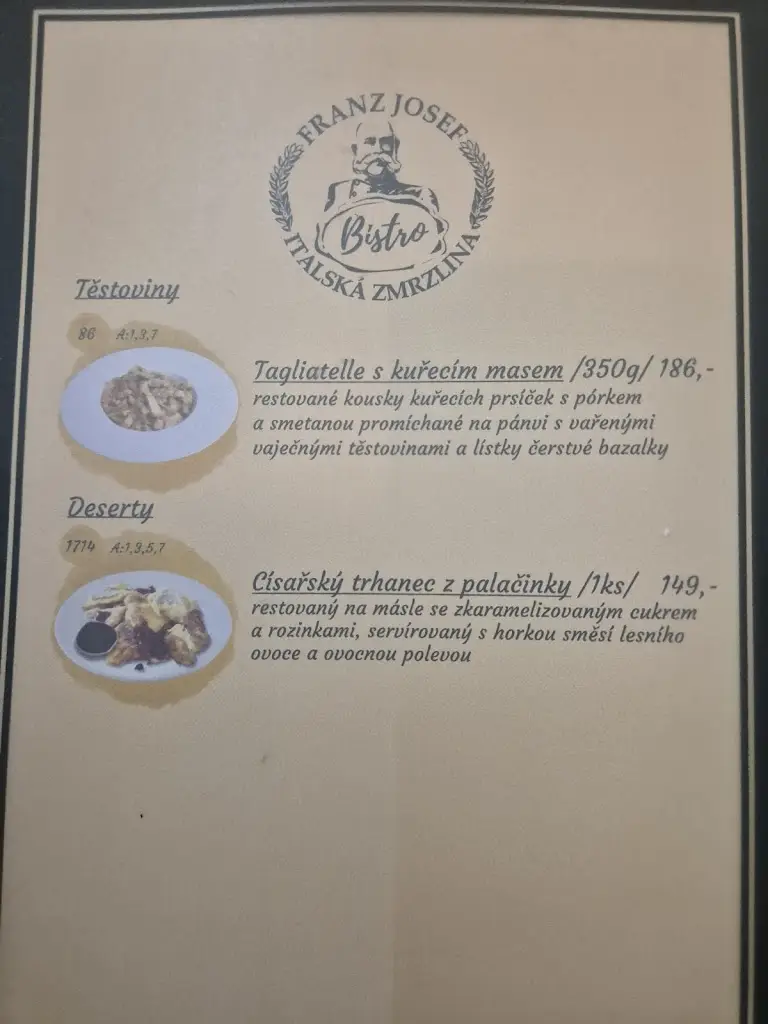 FRANZ JOSEF
Bistro
ITALSKÁ ZMRZLINA
Těstoviny
86 A:1,3,7
Tagliatelle s kuřecím masem /350g/ 186,-
restované kousky kuřecích prsíček s pórkem
a smetanou promíchané na pánvi s vařenými
vaječnými těstovinami a lístky čerstvé bazalky
Deserty
1714 A:1,3,5,7
Císařský trhanec z palačinky /1ks/ 149,-
restovaný na másle se zkaramelizovaným cukrem
a rozinkami, servírovaný s horkou směsí lesního
ovoce a ovocnou polevou